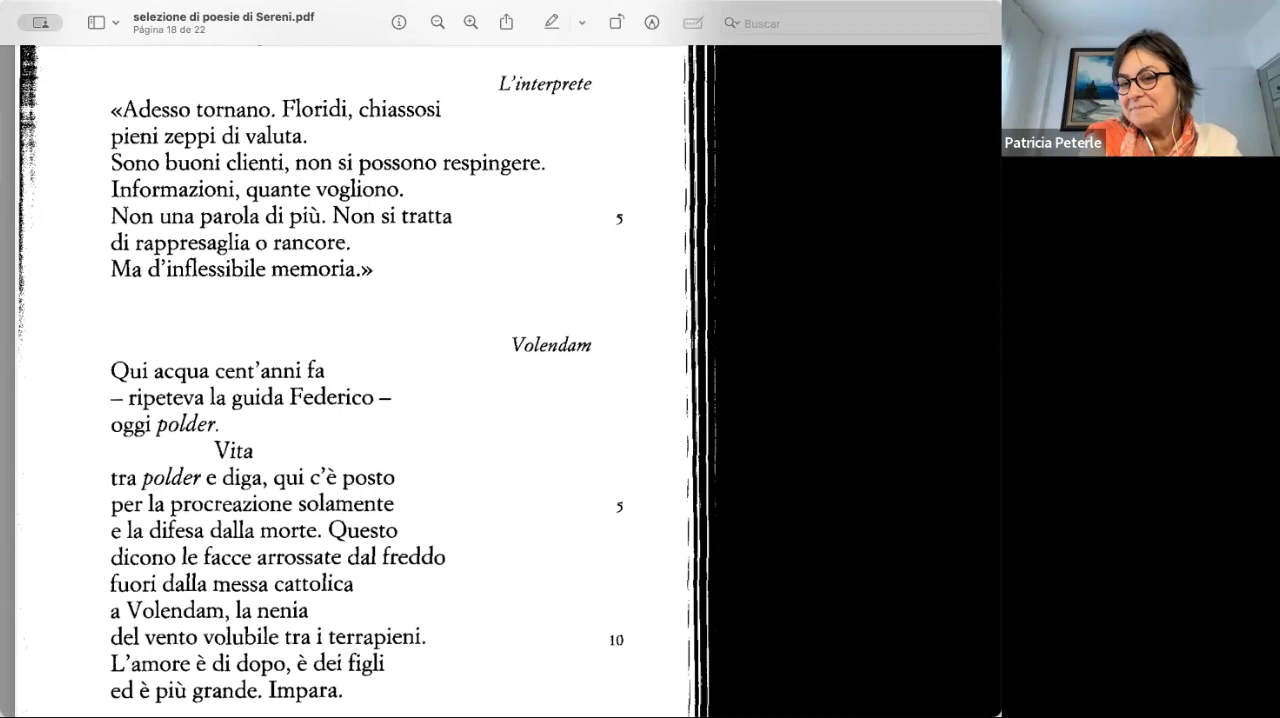 selezione di poesie di Sereni.pdf
Página 18 de 22
Buscar
L'interprete
«Adesso tornano. Floridi, chiassosi
pieni zeppi di valuta.
Sono buoni clienti, non si possono respingere.
Informazioni, quante vogliono.
Non una parola di più. Non si tratta 5
di rappresaglia o rancore.
Ma d'inflessibile memoria.»
Volendam
Qui acqua cent'anni fa
– ripeteva la guida Federico –
oggi polder.
Vita
tra polder e diga, qui c'è posto
per la procreazione solamente 5
e la difesa dalla morte. Questo
dicono le facce arrossate dal freddo
fuori dalla messa cattolica
a Volendam, la nenia
del vento volubile tra i terrapieni. 10
L'amore è di dopo, è dei figli
ed è più grande. Impara.
Patricia Peterle